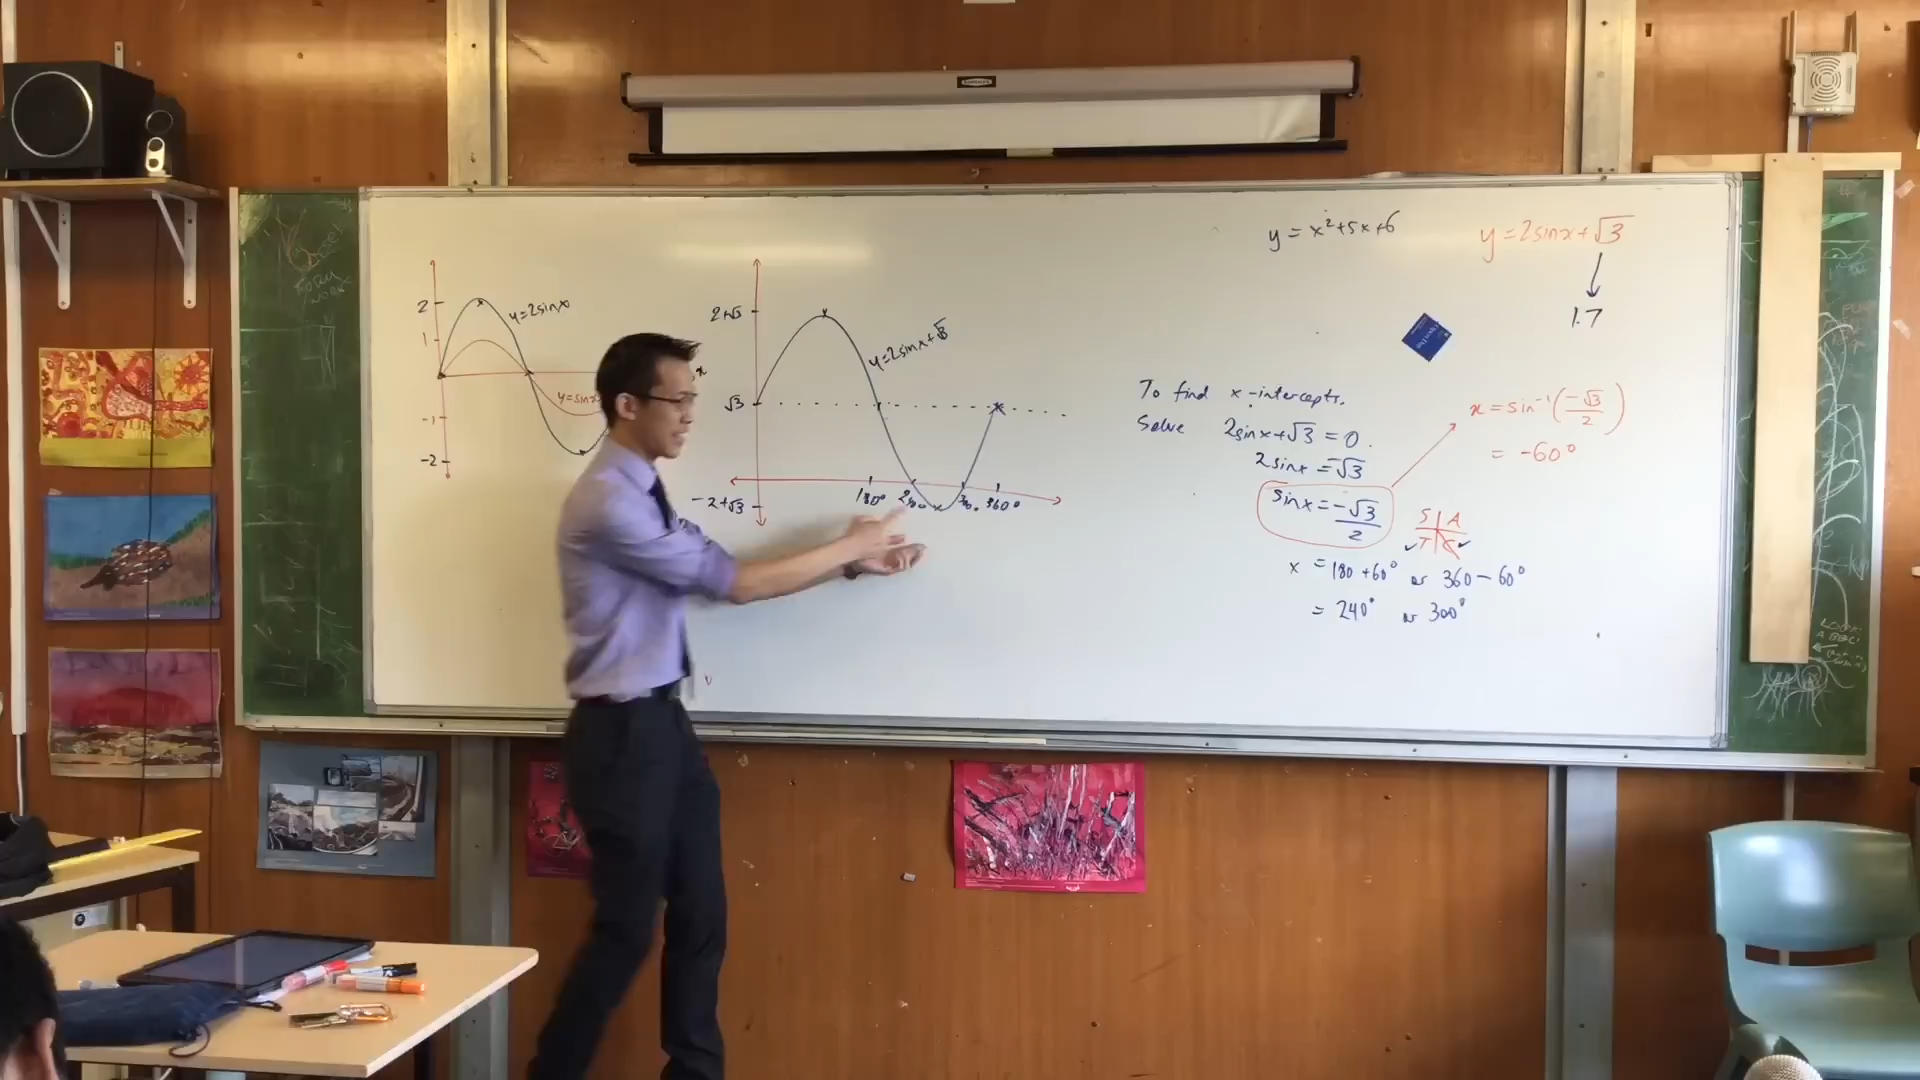 y = x²+5x+6
y = 2sinx+√3
1.7
2
1
-1
-2
y=2sinx
y=sinx
x
2+√3
√3
-2+√3
y=2sinx+√3
180°
360°
To find x-intercepts.
Solve 2sinx+√3 = 0.
2sinx = -√3
sinx = -√3/2
S A
T C
x = 180+60° or 360-60°
= 240° or 300°
x = sin⁻¹(-√3/2)
= -60°